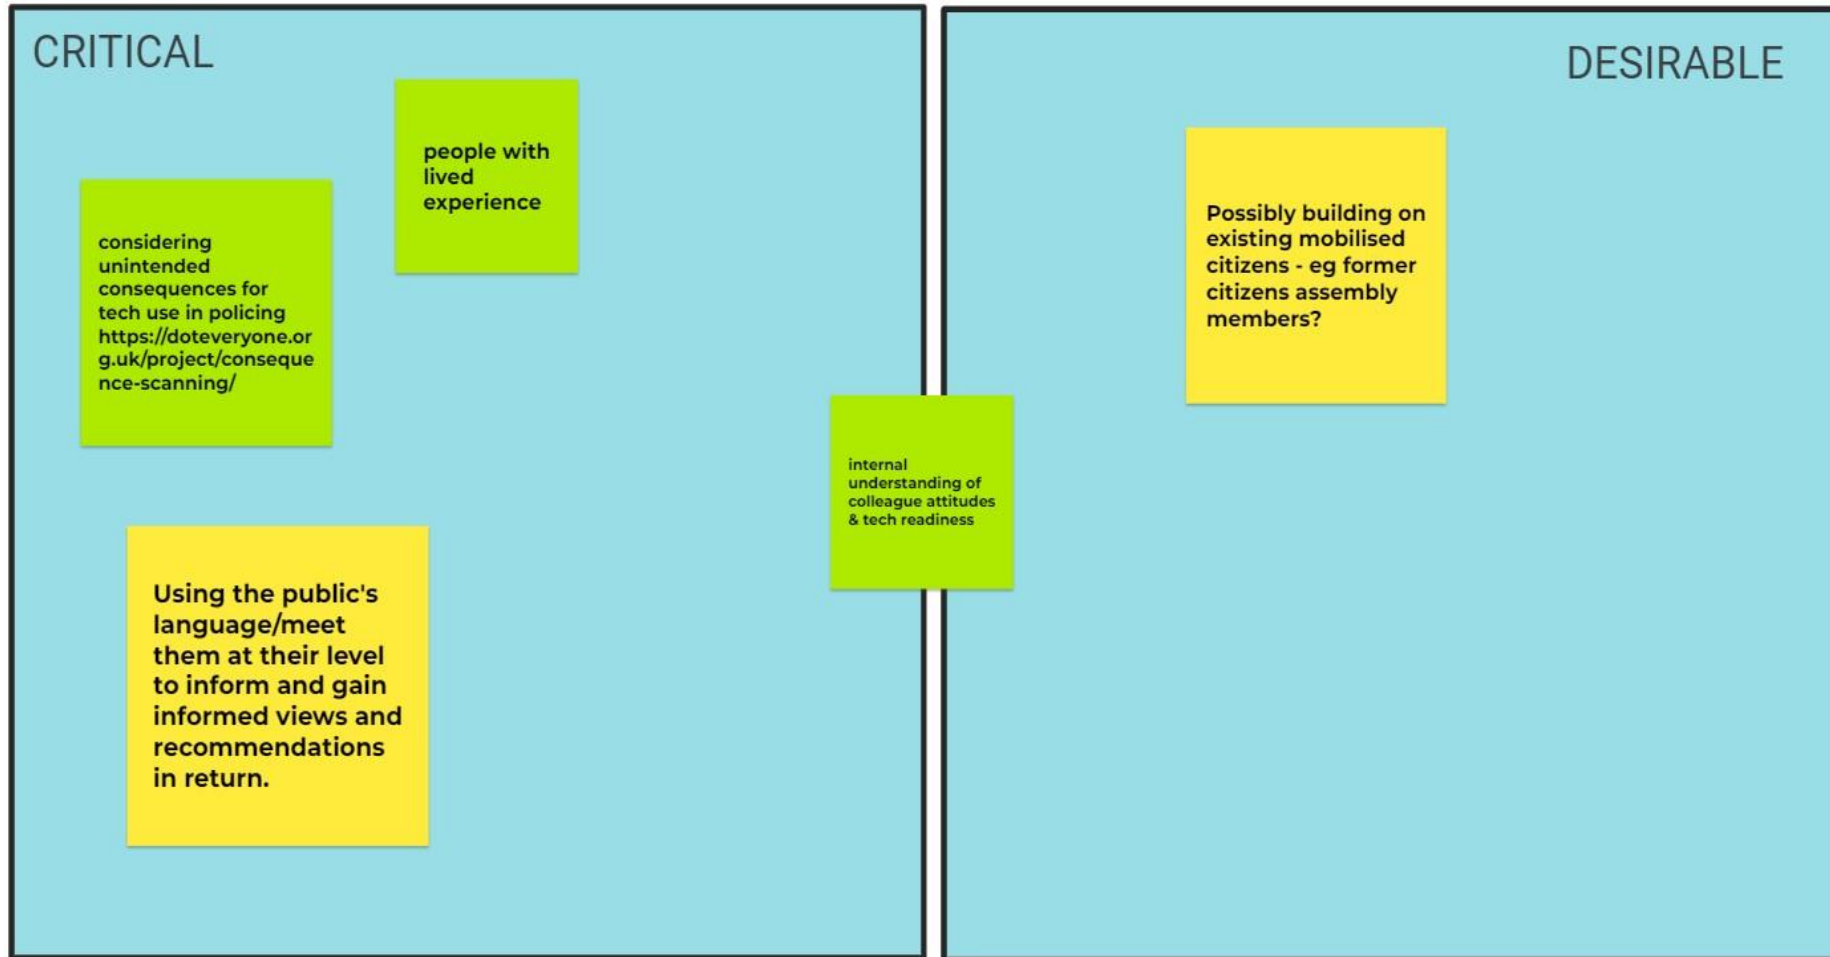 CRITICAL
people with
lived
experience
considering
unintended
consequences for
tech use in policing
https://doteveryone.or
g.uk/project/conseque
nce-scanning/
Using the public's
language/meet
them at their level
to inform and gain
informed views and
recommendations
in return.
internal
understanding of
colleague attitudes
& tech readiness
DESIRABLE
Possibly building on
existing mobilised
citizens - eg former
citizens assembly
members?